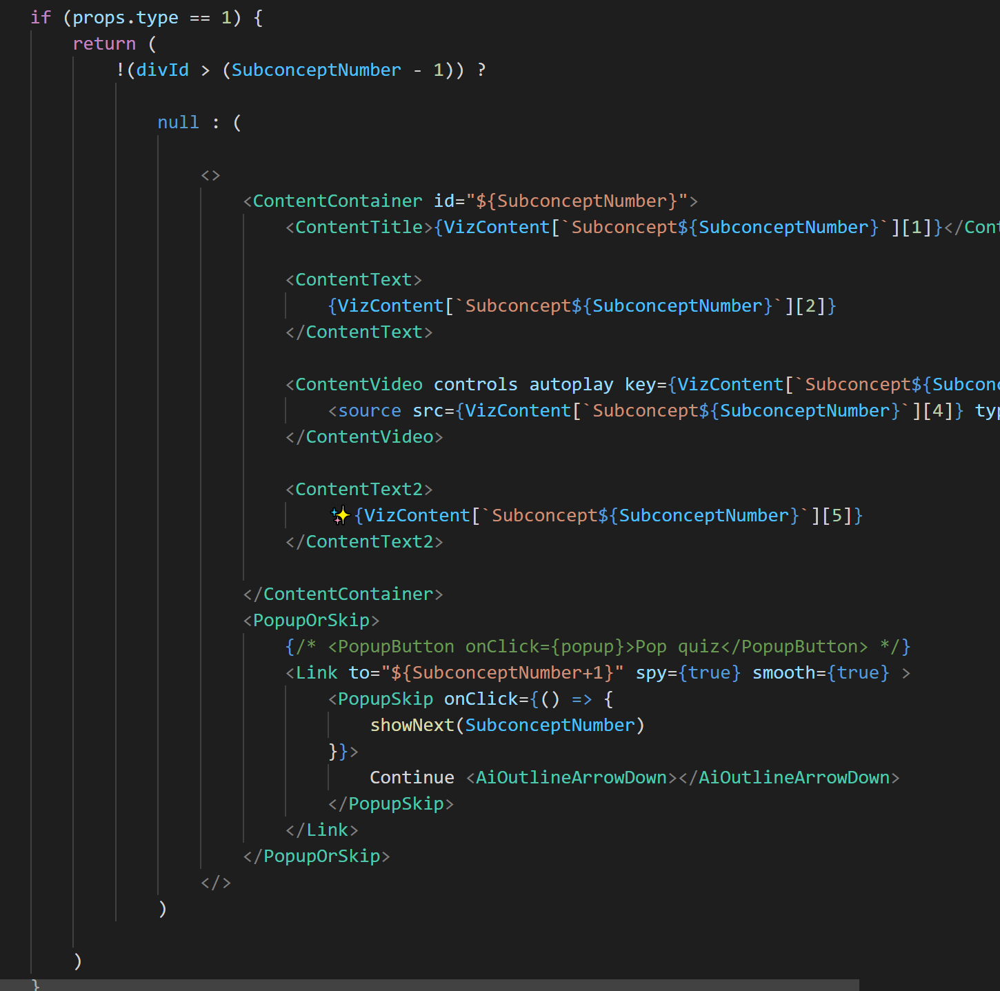 if (props.type == 1) {
return (
!(divId > (SubconceptNumber - 1)) ?
null : (
<>
<ContentContainer id="${SubconceptNumber}">
<ContentTitle>{VizContent[`Subconcept${SubconceptNumber}`][1]}</Cont
<ContentText>
{VizContent[`Subconcept${SubconceptNumber}`][2]}
</ContentText>
<ContentVideo controls autoplay key={VizContent[`Subconcept${Subconc
<source src={VizContent[`Subconcept${SubconceptNumber}`][4]} typ
</ContentVideo>
<ContentText2>
✨{VizContent[`Subconcept${SubconceptNumber}`][5]}
</ContentText2>
</ContentContainer>
<PopupOrSkip>
{/* <PopupButton onClick={popup}>Pop quiz</PopupButton> */}
<Link to="${SubconceptNumber+1}" spy={true} smooth={true} >
<PopupSkip onClick={() => {
showNext(SubconceptNumber)
}}>
Continue <AiOutlineArrowDown></AiOutlineArrowDown>
</PopupSkip>
</Link>
</PopupOrSkip>
</>
)
)
}